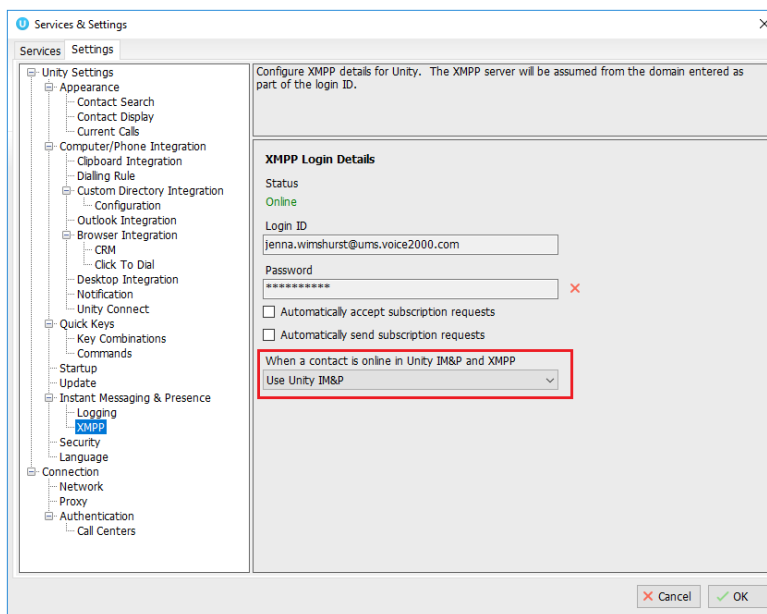 Services & Settings
Services Settings
Unity Settings
Appearance
Contact Search
Contact Display
Current Calls
Computer/Phone Integration
Clipboard Integration
Dialling Rule
Custom Directory Integration
Configuration
Outlook Integration
Browser Integration
CRM
Click To Dial
Desktop Integration
Notification
Unity Connect
Quick Keys
Key Combinations
Commands
Startup
Update
Instant Messaging & Presence
Logging
XMPP
Security
Language
Connection
Network
Proxy
Authentication
Call Centers
Configure XMPP details for Unity. The XMPP server will be assumed from the domain entered as
part of the login ID.
XMPP Login Details
Status
Online
Login ID
jenna.wimshurst@ums.voice2000.com
Password
**********
Automatically accept subscription requests
Automatically send subscription requests
When a contact is online in Unity IM&P and XMPP
Use Unity IM&P
Cancel OK